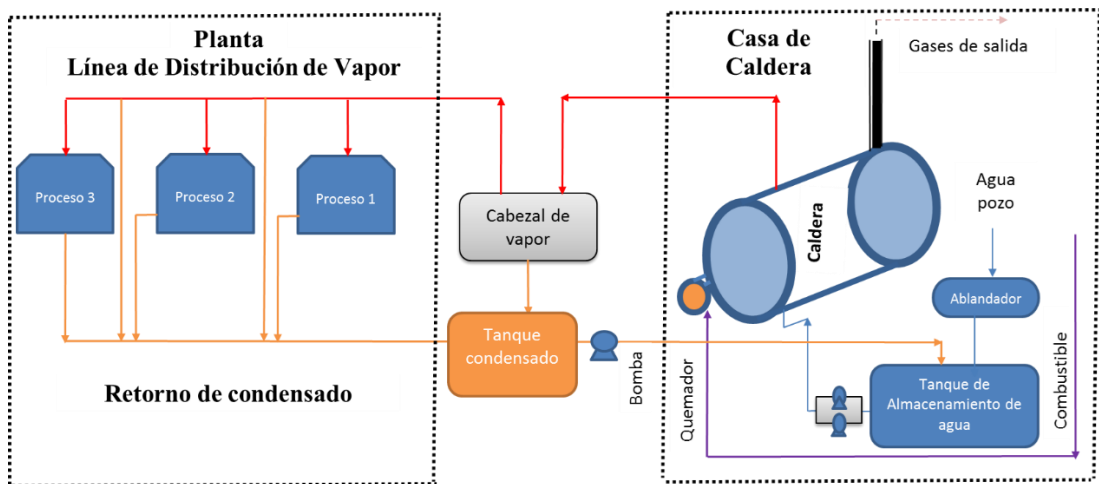 Planta
Línea de Distribución de Vapor
Proceso 3
Proceso 2
Proceso 1
Retorno de condensado
Cabezal de
vapor
Tanque
condensado
Bomba
Casa de
Caldera
Gases de salida
Caldera
Agua
pozo
Ablandador
Tanque de
Almacenamiento de
agua
Quemador
Combustible